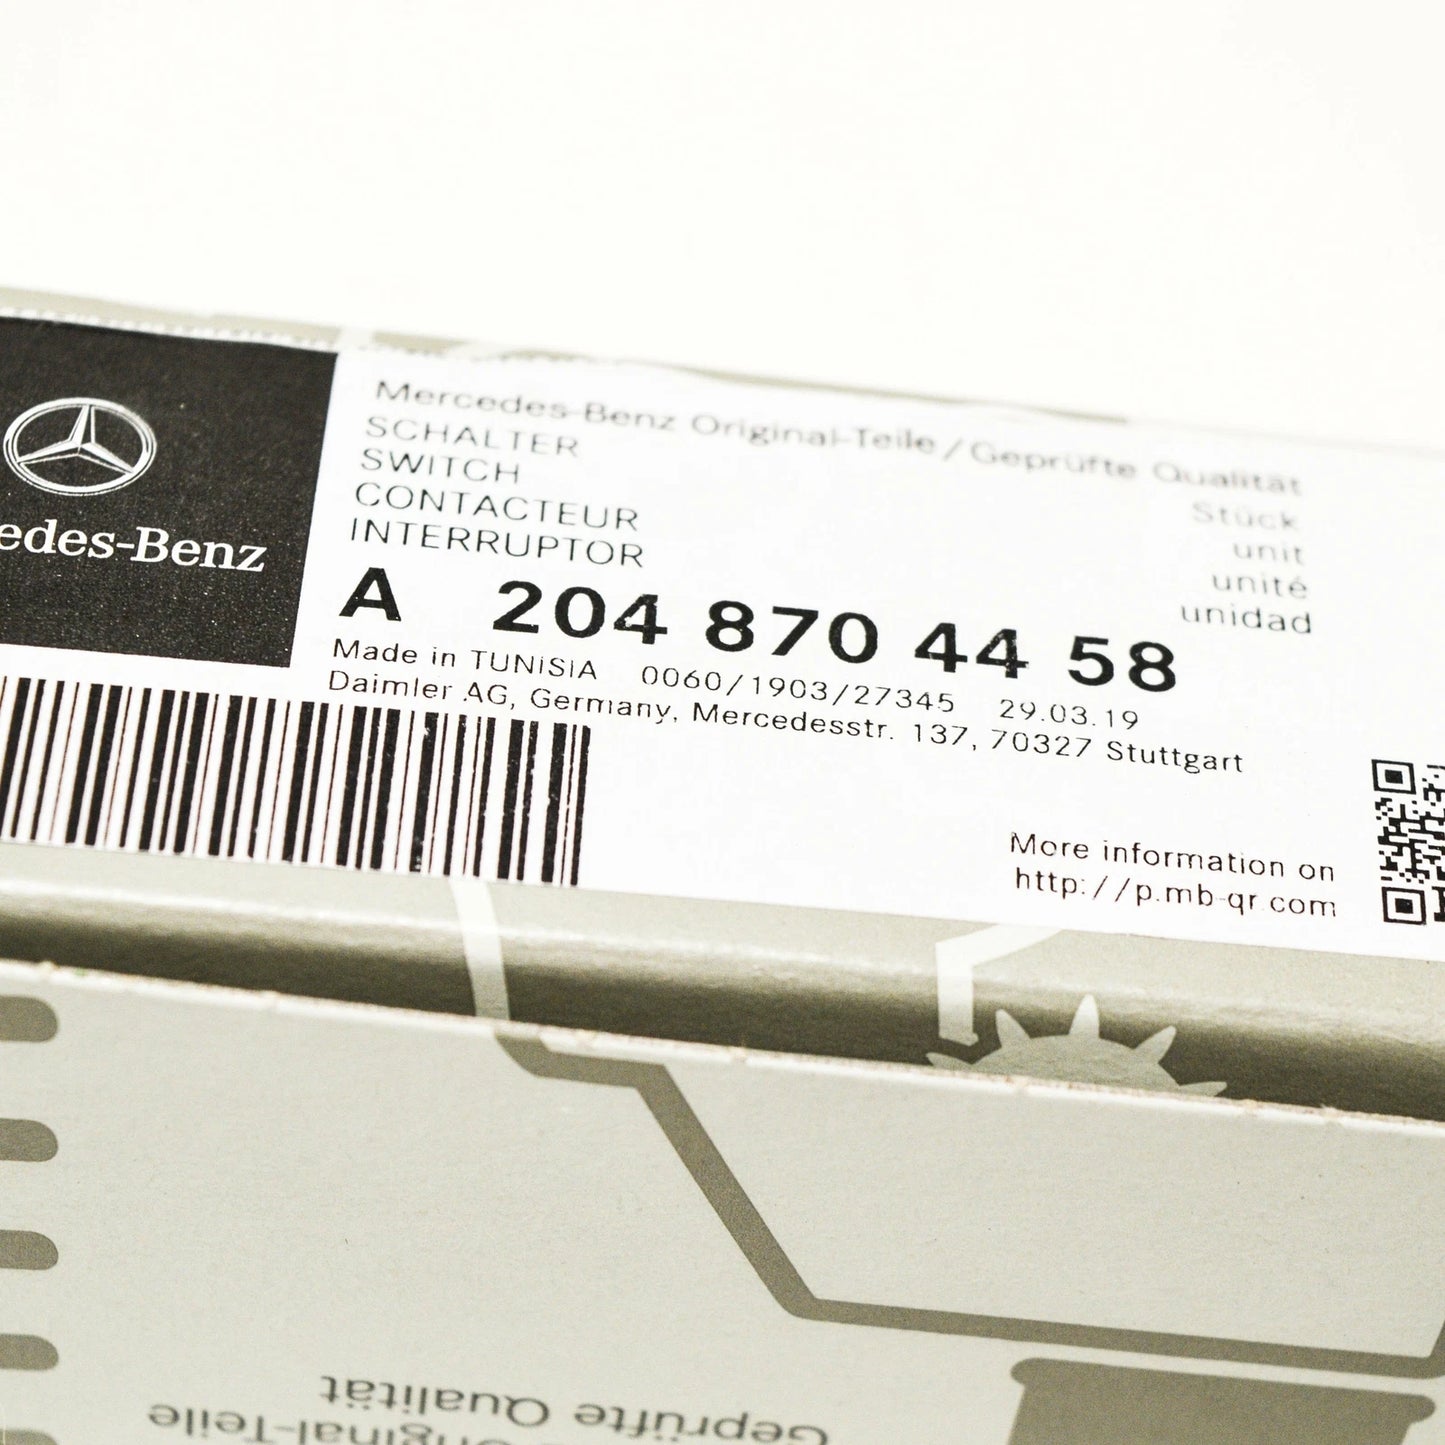 edes-Benz
Mercedes-Benz Original-Teile/Geprüfte Qualität
SCHALTER
SWITCH
CONTACTEUR
INTERRUPTOR
Stück
unit
unité
unidad
A 204 870 44 58
Made in TUNiSiA 0060/1903/27345 29.03.19
Daimler AG, Germany, Mercedesstr. 137, 70327 Stuttgart
More information on
http://p.mb-qr.com
Geprüfte Qualität
Original-Teile